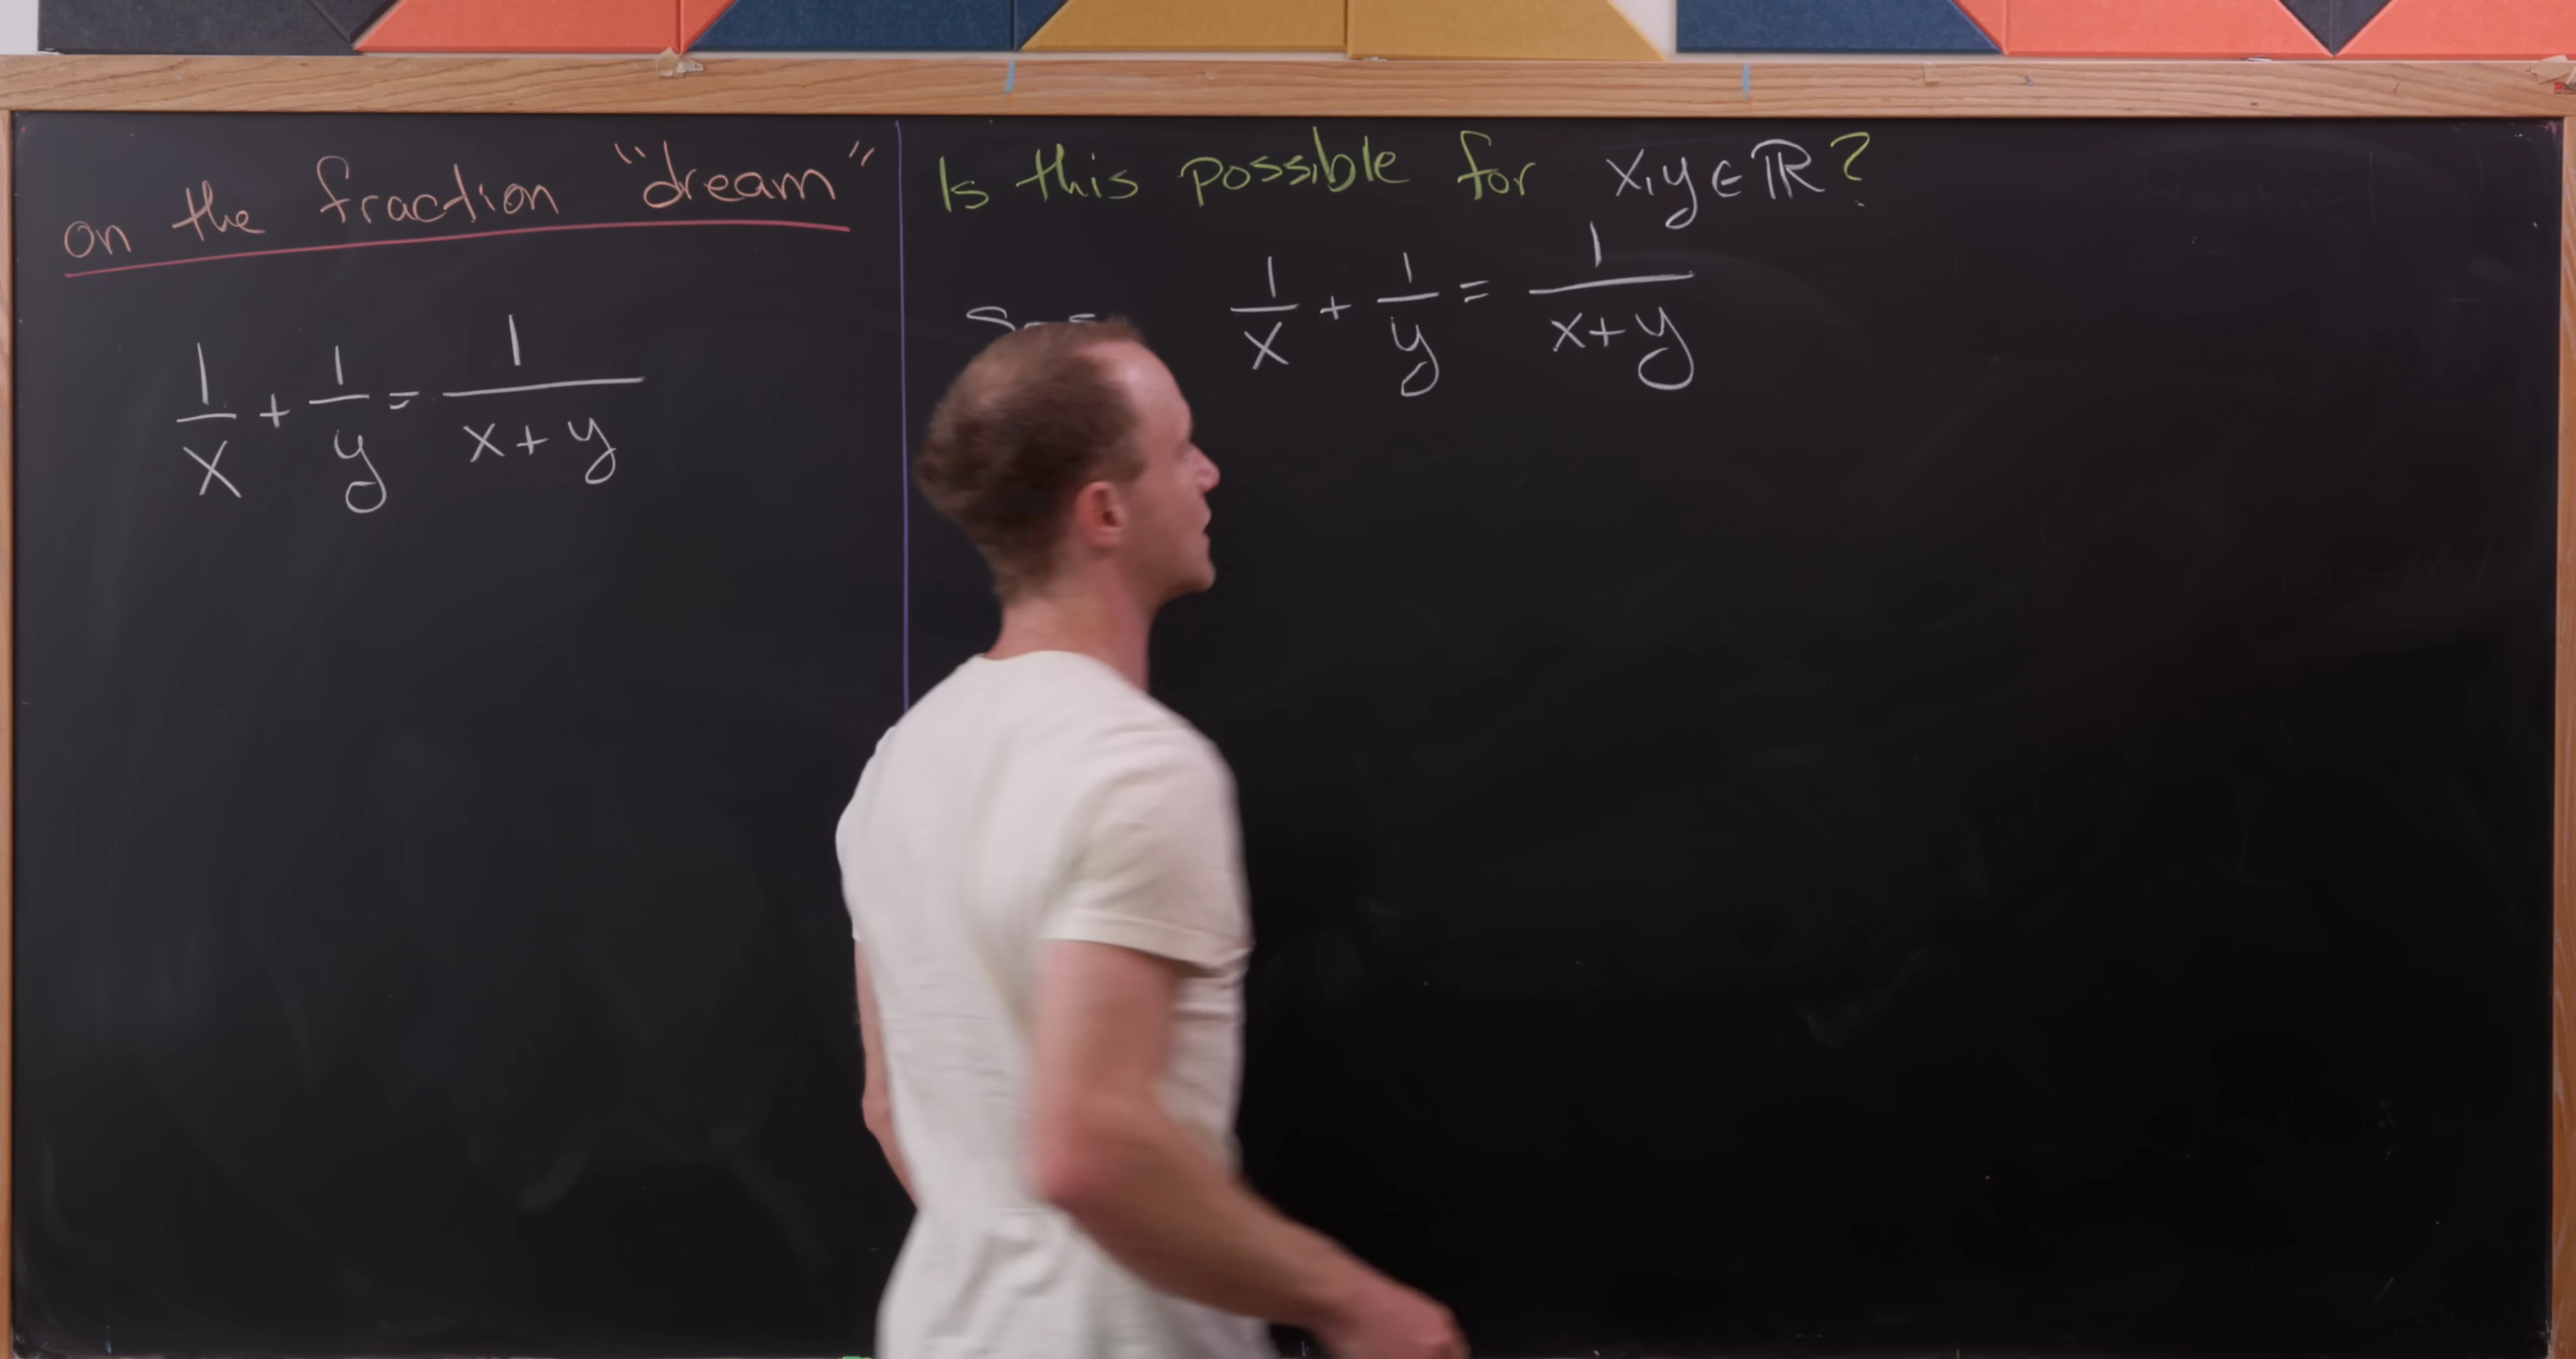 on the fraction "dream"
1/x + 1/y = 1/(x+y)
Is this possible for x,y∈ℝ?
1/x + 1/y = 1/(x+y)